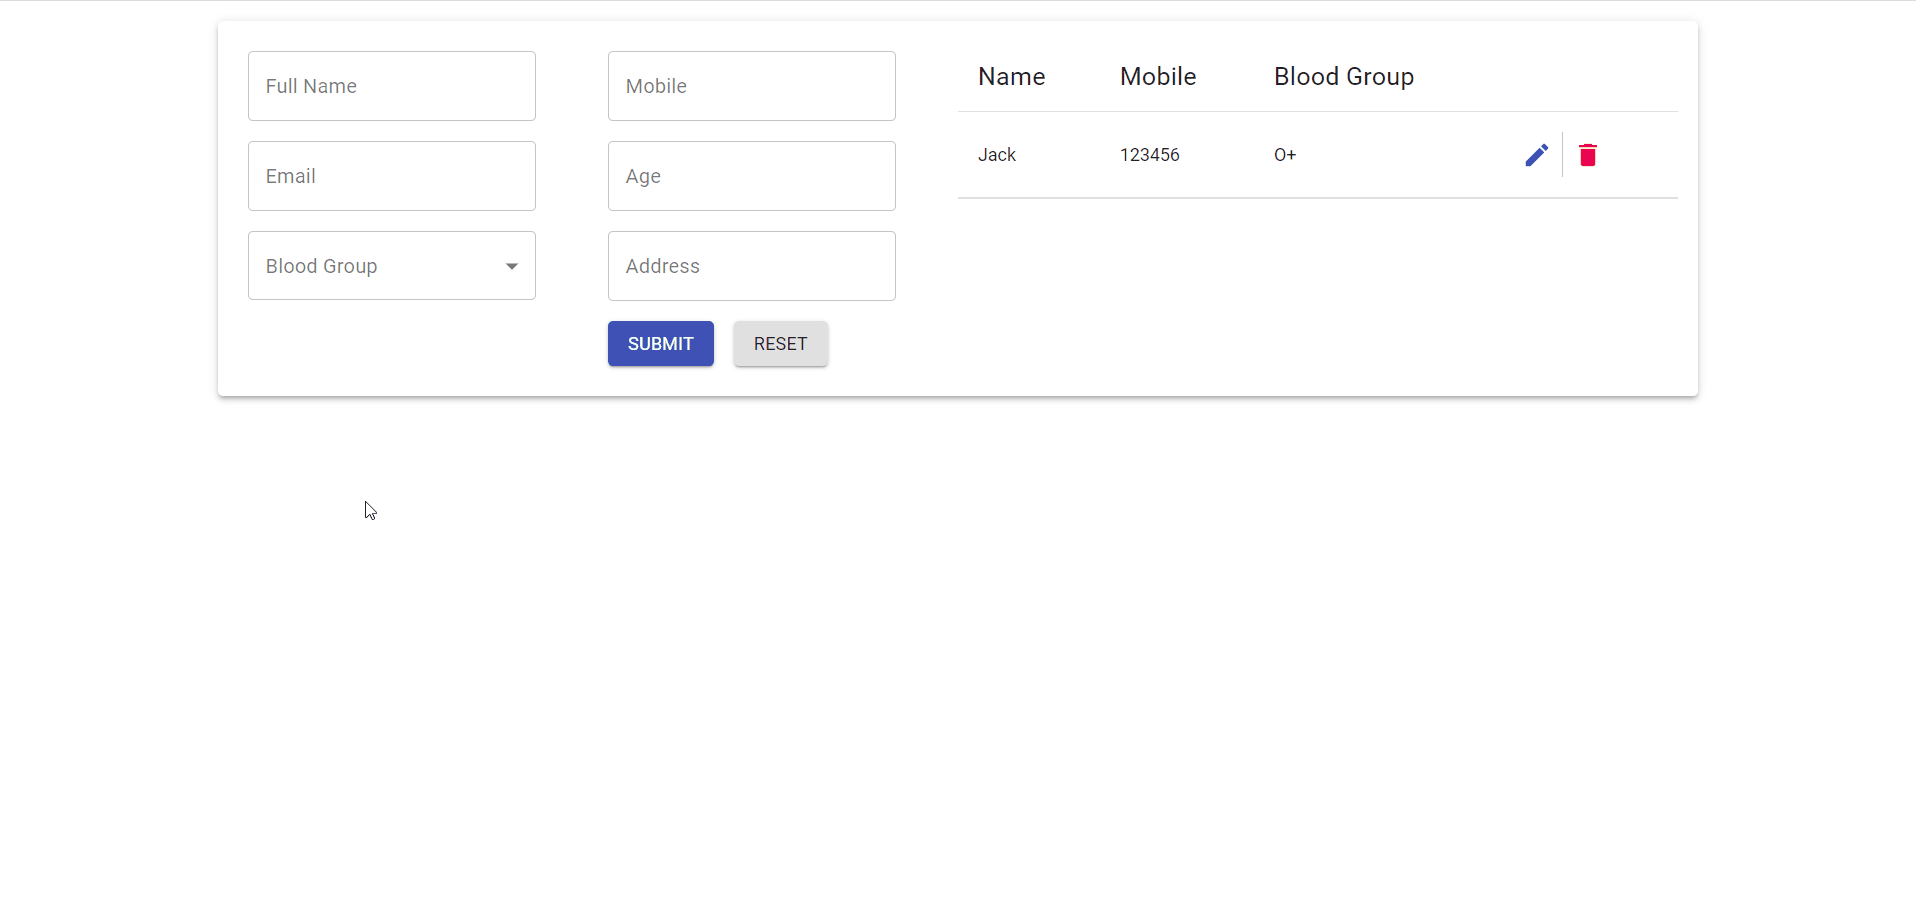 Full Name
Mobile
Email
Age
Blood Group
Address
SUBMIT RESET
Name Mobile Blood Group
Jack 123456 O+